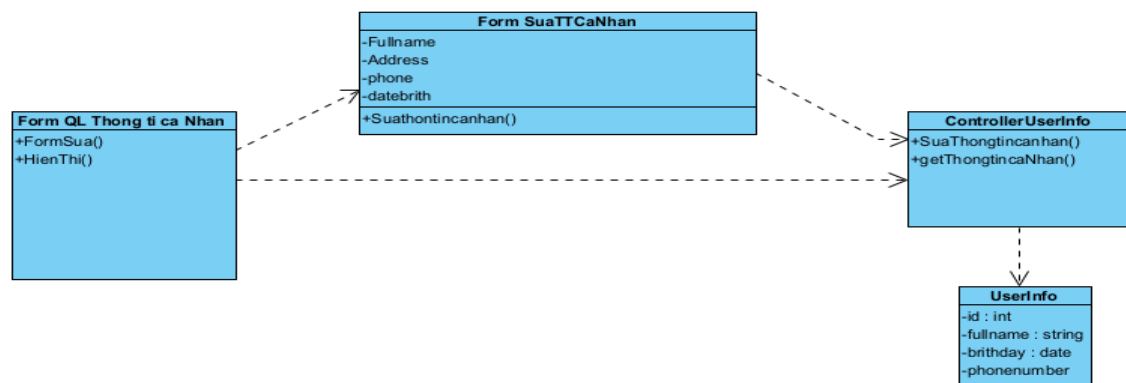 Form SuaTTCaNhan
-Fullname
-Address
-phone
-datebrith
+Suathontincanhan()
Form QL Thong ti ca Nhan
+FormSua()
+HienThi()
ControllerUserInfo
+SuaThongtincanhan()
+getThongtincaNhan()
UserInfo
-id : int
-fullname : string
-brithday : date
-phonenumber